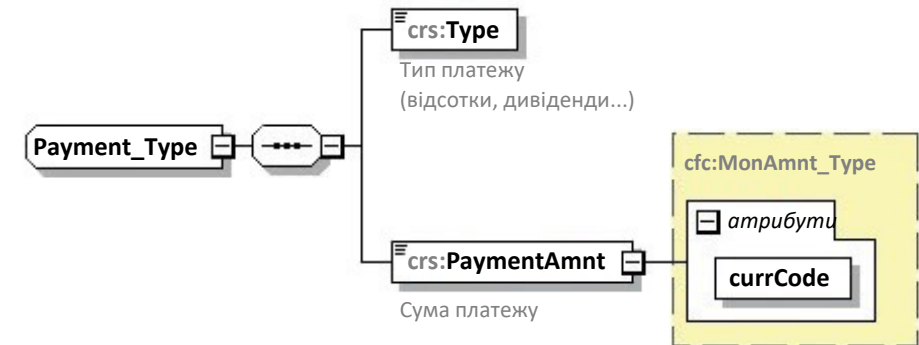 crs:Type
Тип платежу
(відсотки, дивіденди...)
Payment_Type
cfc:MonAmnt_Type
атрибути
crs:PaymentAmnt
currCode
Сума платежу